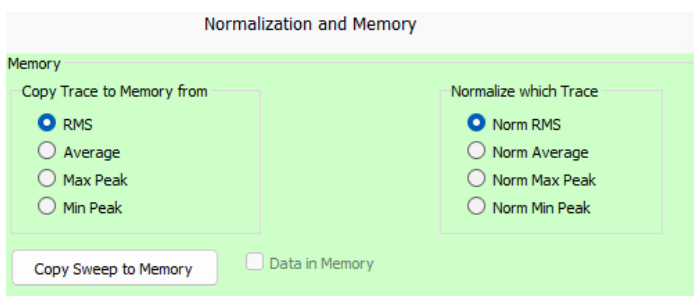 Normalization and Memory
Memory
Copy Trace to Memory from
RMS
Average
Max Peak
Min Peak
Normalize which Trace
Norm RMS
Norm Average
Norm Max Peak
Norm Min Peak
Copy Sweep to Memory
Data in Memory